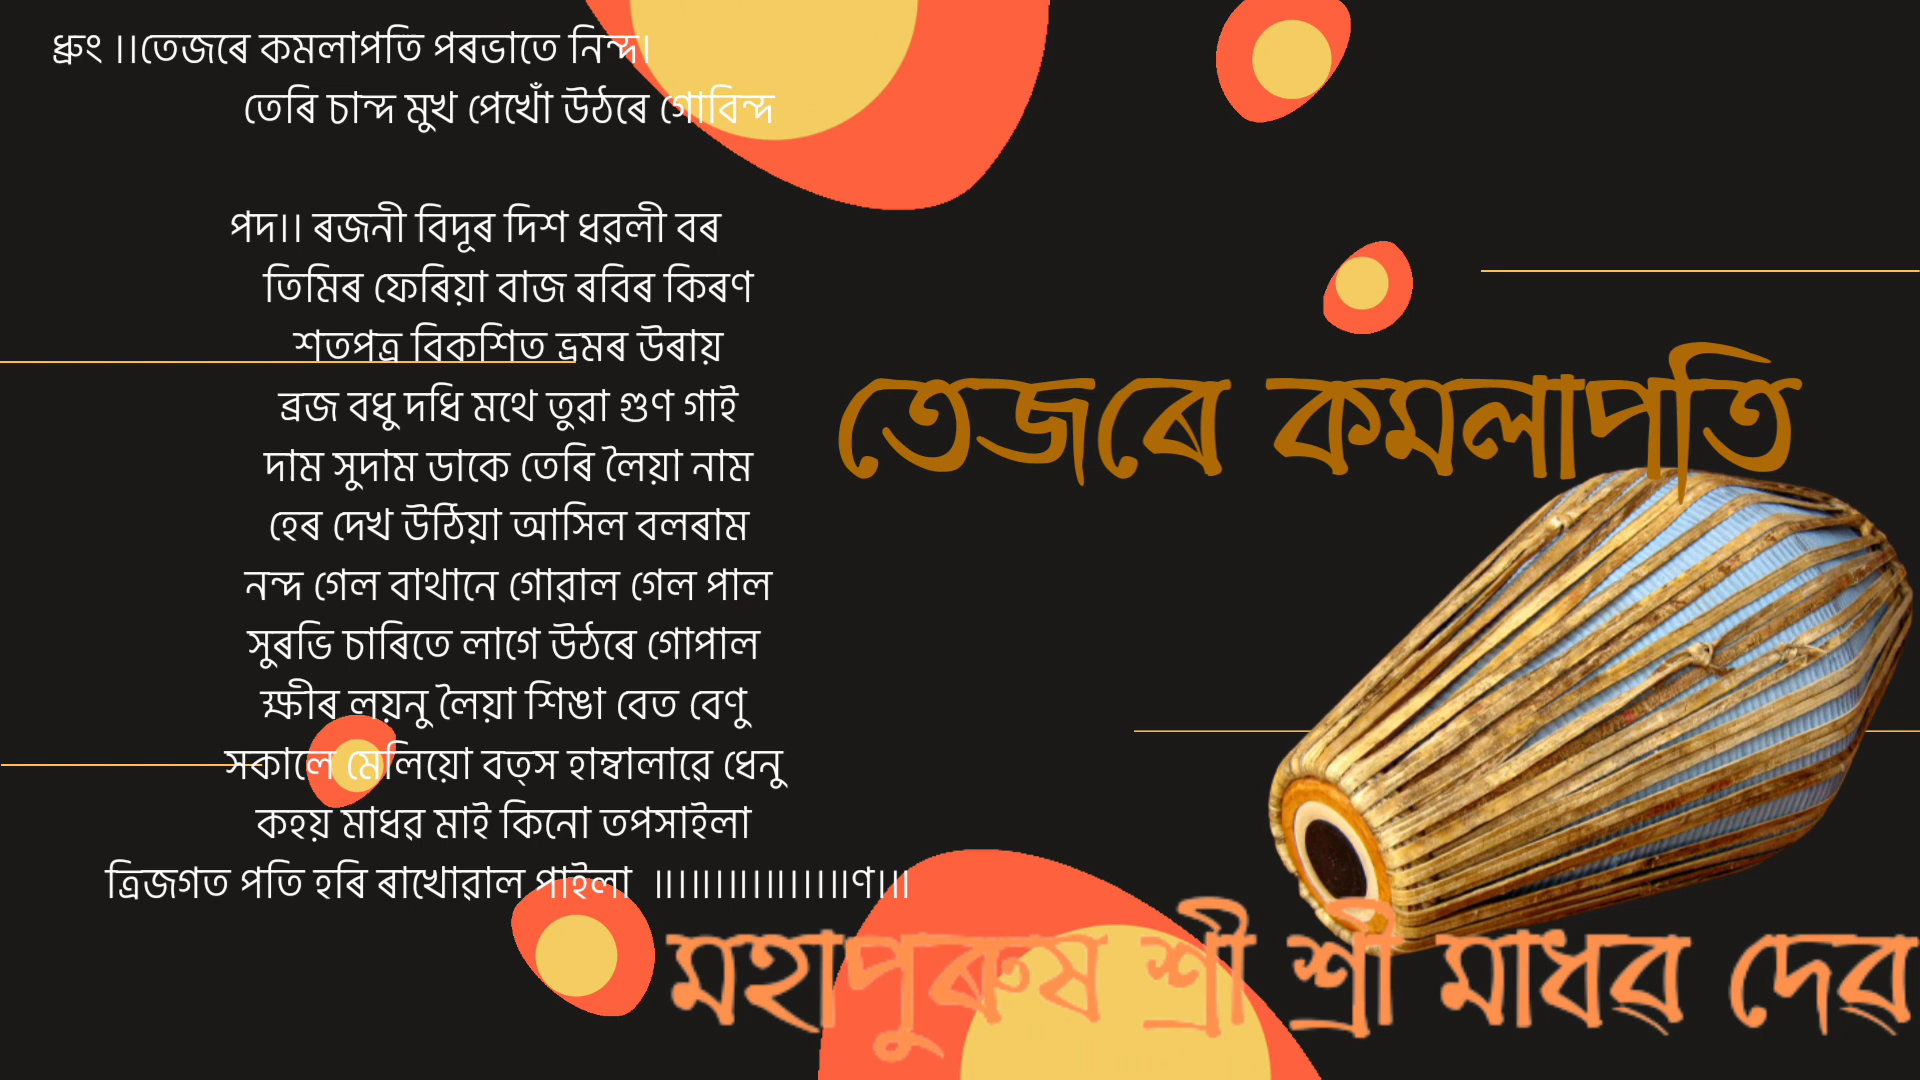 ধ্ৰুং ।।তেজৰে কমলাপতি পৰভাতে নিন্দ।
তেৰি চান্দ মুখ পেখোঁ উঠৰে গোবিন্দ
পদ।। ৰজনী বিদূৰ দিশ ধৱলী বৰ
তিমিৰ ফেৰিয়া বাজ ৰবিৰ কিৰণ
শতপত্ৰ বিকশিত ভ্ৰমৰ উৰায়
ব্ৰজ বধু দধি মথে তুৱা গুণ গাই
দাম সুদাম ডাকে তেৰি লৈয়া নাম
হেৰ দেখ উঠিয়া আসিল বলৰাম
নন্দ গেল বাথানে গোৱাল গেল পাল
সুৰভি চাৰিতে লাগে উঠৰে গোপাল
ক্ষীৰ লয়নু লৈয়া শিঙা বেত বেণু
সকালে মেলিয়ো বত্স হাম্বালাৱে ধেনু
কহয় মাধৱ মাই কিনো তপসাইলা
ত্ৰিজগত পতি হৰি ৰাখোৱাল পাইলা
তেজৰে কমলাপতি
মহাপুৰুষ শ্ৰী শ্ৰী মাধৱ দেৱ